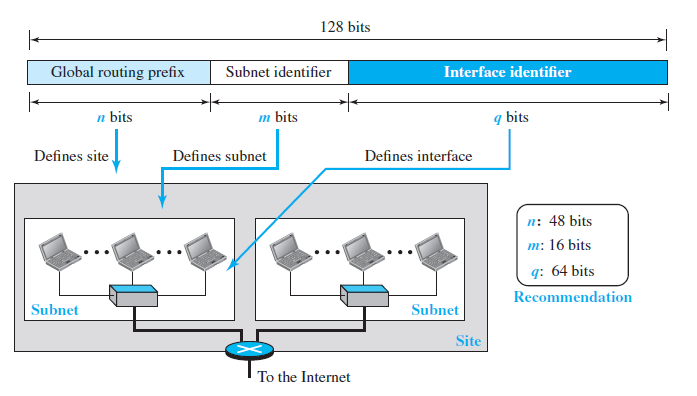 128 bits
Global routing prefix
Subnet identifier
Interface identifier
n bits
m bits
q bits
Defines site
Defines subnet
Defines interface
n: 48 bits
m: 16 bits
q: 64 bits
Recommendation
Subnet
Subnet
Site
To the Internet